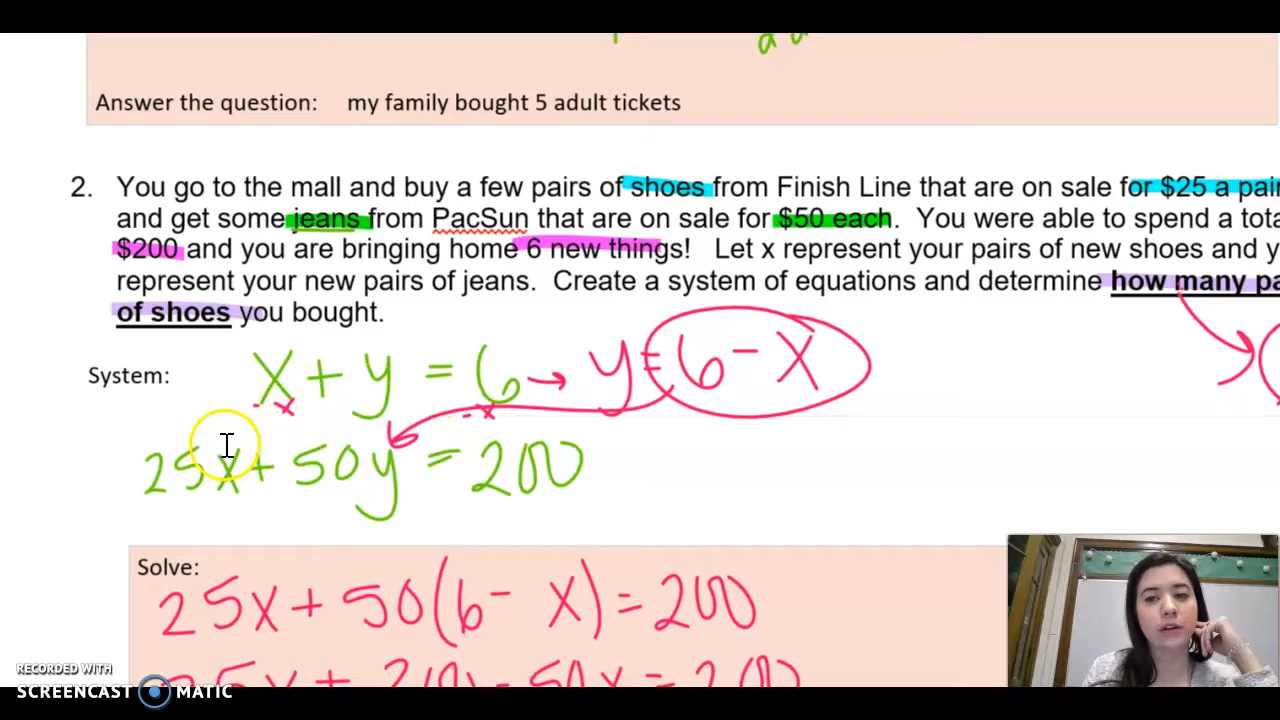 Answer the question: my family bought 5 adult tickets
2. You go to the mall and buy a few pairs of shoes from Finish Line that are on sale for $25 a pair
and get some jeans from PacSun that are on sale for $50 each. You were able to spend a tota
$200 and you are bringing home 6 new things! Let x represent your pairs of new shoes and y
represent your new pairs of jeans. Create a system of equations and determine how many pa
of shoes you bought.
System: x + y = 6 → y = 6 - x
- x - x
25x + 50y = 200
Solve:
25x + 50(6 - x) = 200
RECORDED WITH
SCREENCAST MATIC